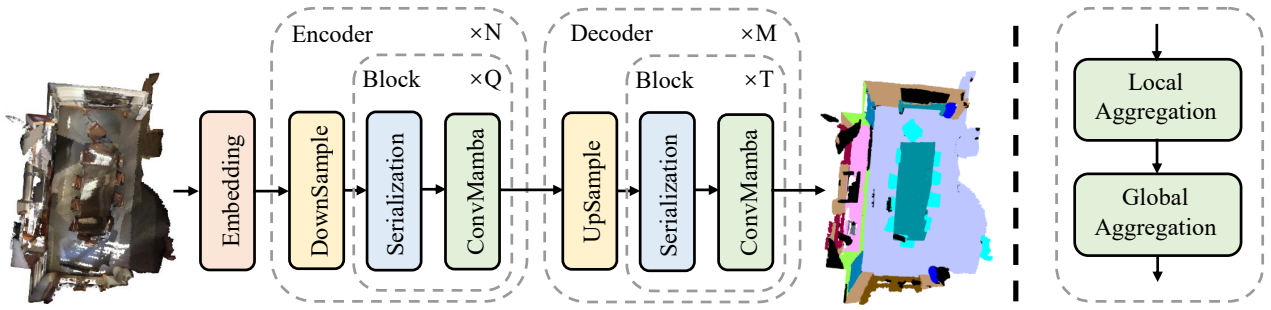 Encoder ×N
Block ×Q
Embedding
DownSample
Serialization
ConvMamba
Decoder ×M
Block ×T
UpSample
Serialization
ConvMamba
Local
Aggregation
Global
Aggregation